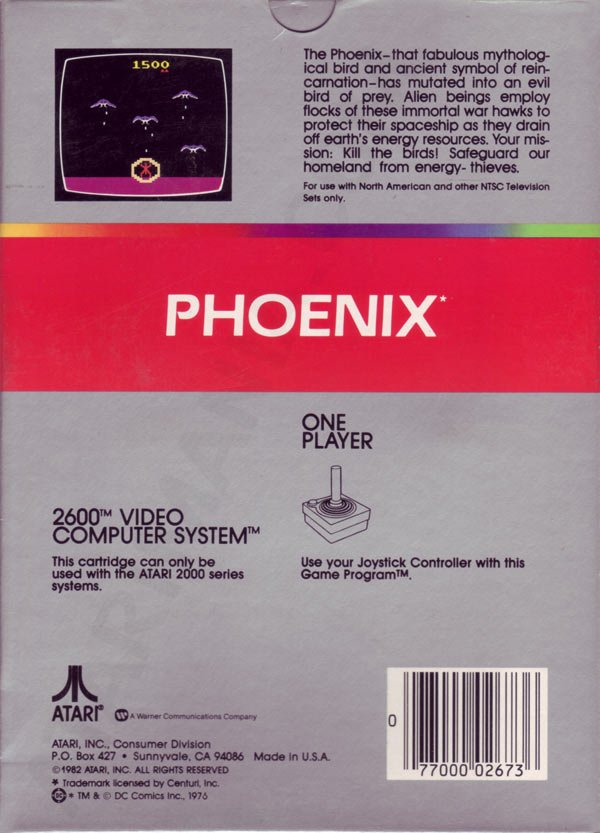 1500
The Phoenix–that fabulous mytholog-
ical bird and ancient symbol of rein-
carnation–has mutated into an evil
bird of prey. Alien beings employ
flocks of these immortal war hawks to
protect their spaceship as they drain
off earth's energy resources. Your mis-
sion: Kill the birds! Safeguard our
homeland from energy-thieves.
For use with North American and other NTSC Television
Sets only.
PHOENIX*
ONE
PLAYER
2600™ VIDEO
COMPUTER SYSTEM™
This cartridge can only be
used with the ATARI 2000 series
systems.
Use your Joystick Controller with this
Game Program™.
ATARI® A Warner Communications Company
ATARI, INC., Consumer Division
P.O. Box 427 • Sunnyvale, CA 94086 Made in U.S.A.
©1982 ATARI, INC. ALL RIGHTS RESERVED
* Trademark licensed by Centuri, Inc.
DC * TM & © DC Comics Inc., 1976
0 77000 02673